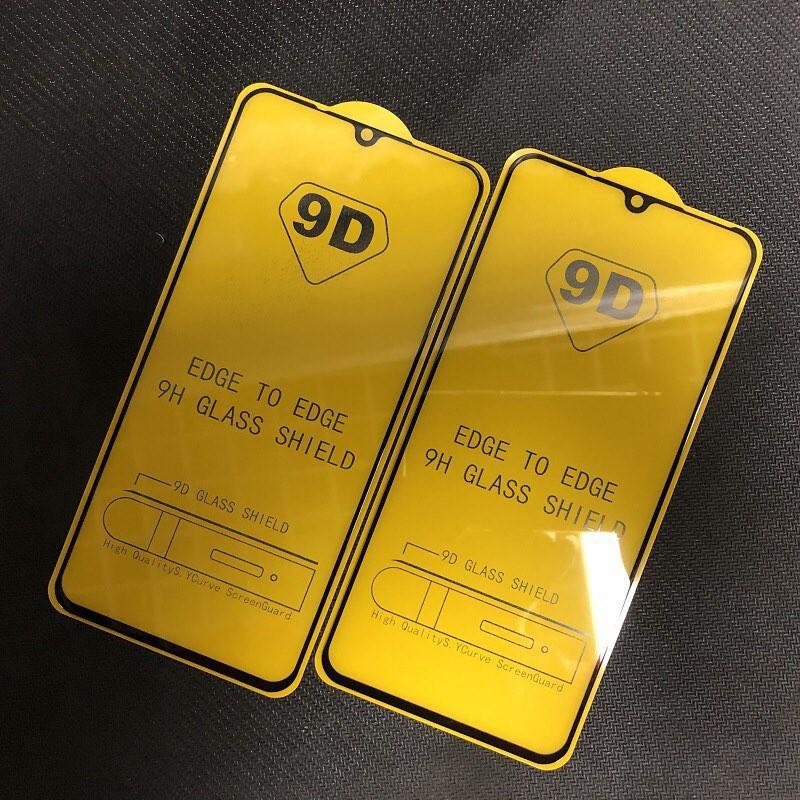 9D
EDGE TO EDGE
9H GLASS SHIELD
9D GLASS SHIELD
High QualityS.YCurve ScreenGuard
9D
EDGE TO EDGE
9H GLASS SHIELD
9D GLASS SHIELD
High QualityS.YCurve ScreenGuard